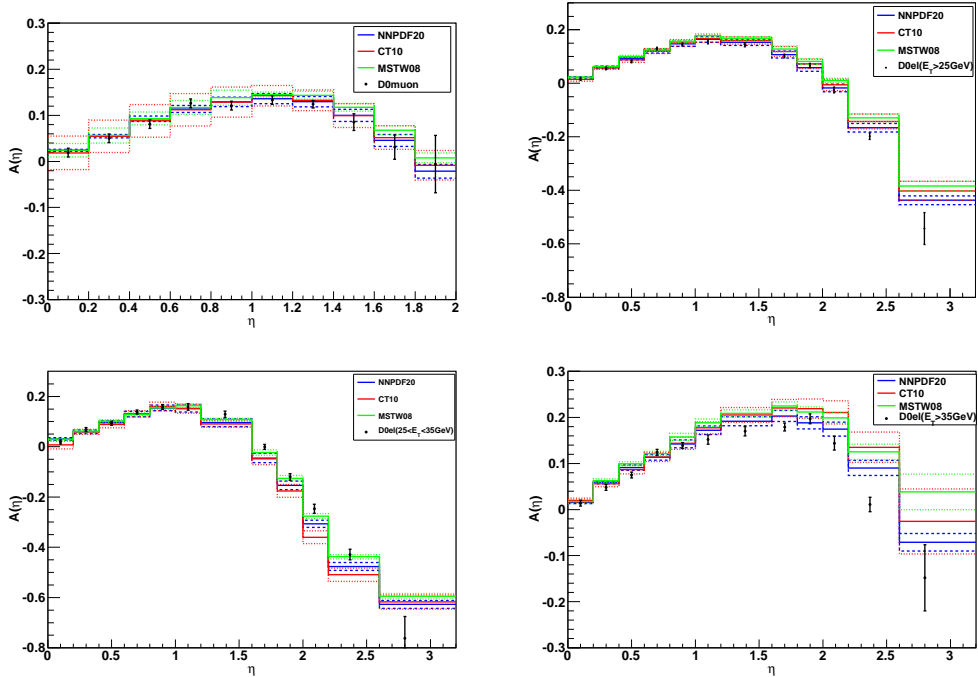 0.3
0.2
0.1
0
-0.1
-0.2
-0.3
A(η)
0 0.2 0.4 0.6 0.8 1 1.2 1.4 1.6 1.8 2
η
NNPDF20
CT10
MSTW08
D0muon
0.2
0
-0.2
-0.4
-0.6
-0.8
A(η)
0 0.5 1 1.5 2 2.5 3
η
NNPDF20
CT10
MSTW08
D0el(E_T>25GeV)
0.2
0
-0.2
-0.4
-0.6
-0.8
A(η)
0 0.5 1 1.5 2 2.5 3
η
NNPDF20
CT10
MSTW08
D0el(25<E_T<35GeV)
0.3
0.2
0.1
0
-0.1
-0.2
-0.3
A(η)
0 0.5 1 1.5 2 2.5 3
η
NNPDF20
CT10
MSTW08
D0el(E_T>35GeV)